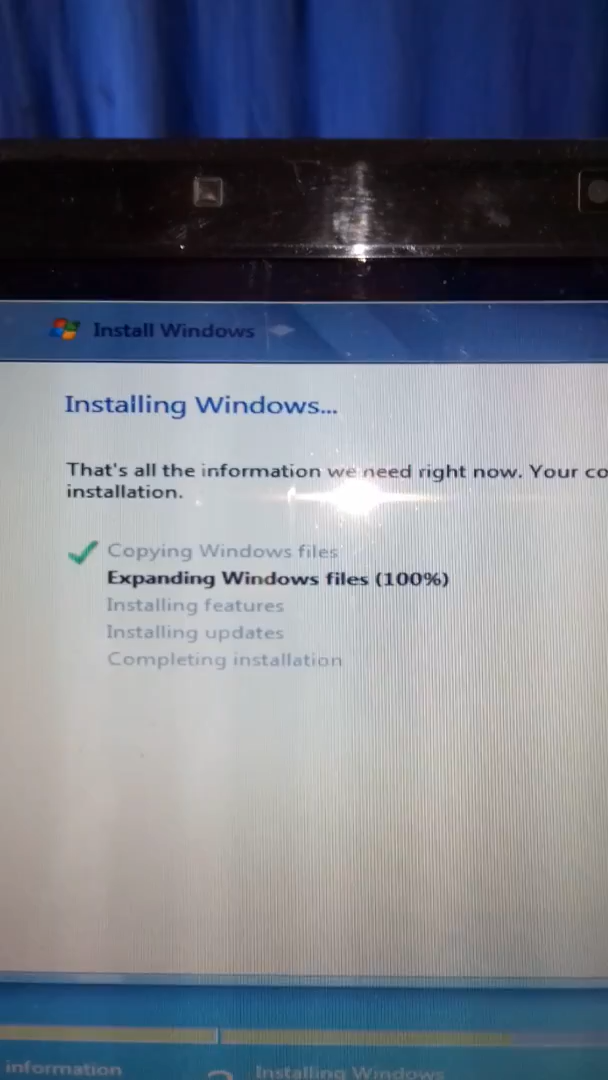 Install Windows
Installing Windows...
That's all the information we need right now. Your co
installation.
Copying Windows files
Expanding Windows files (100%)
Installing features
Installing updates
Completing installation
information
2 Installing Windows